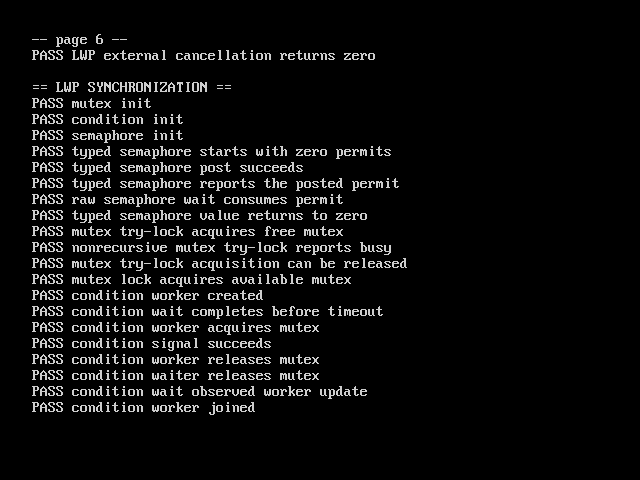 -- page 6 --
PASS LWP external cancellation returns zero
== LWP SYNCHRONIZATION ==
PASS mutex init
PASS condition init
PASS semaphore init
PASS typed semaphore starts with zero permits
PASS typed semaphore post succeeds
PASS typed semaphore reports the posted permit
PASS raw semaphore wait consumes permit
PASS typed semaphore value returns to zero
PASS mutex try-lock acquires free mutex
PASS nonrecursive mutex try-lock reports busy
PASS mutex try-lock acquisition can be released
PASS mutex lock acquires available mutex
PASS condition worker created
PASS condition wait completes before timeout
PASS condition worker acquires mutex
PASS condition signal succeeds
PASS condition worker releases mutex
PASS condition waiter releases mutex
PASS condition wait observed worker update
PASS condition worker joined